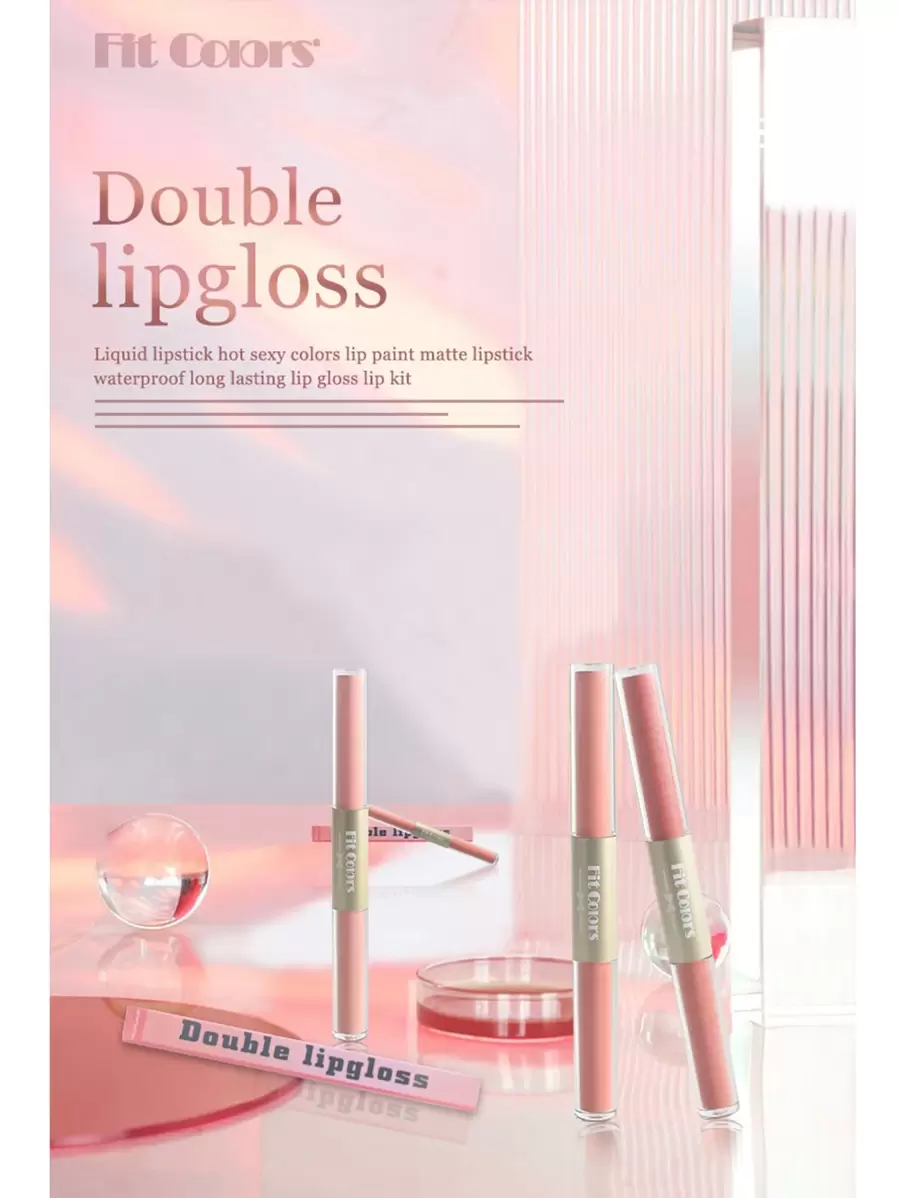 Fit Colors
Double
lipgloss
Liquid lipstick hot sexy colors lip paint matte lipstick
waterproof long lasting lip gloss lip kit
Fit Colors
Fit Colors
Fit Colors
Double lipgloss
lipgloss